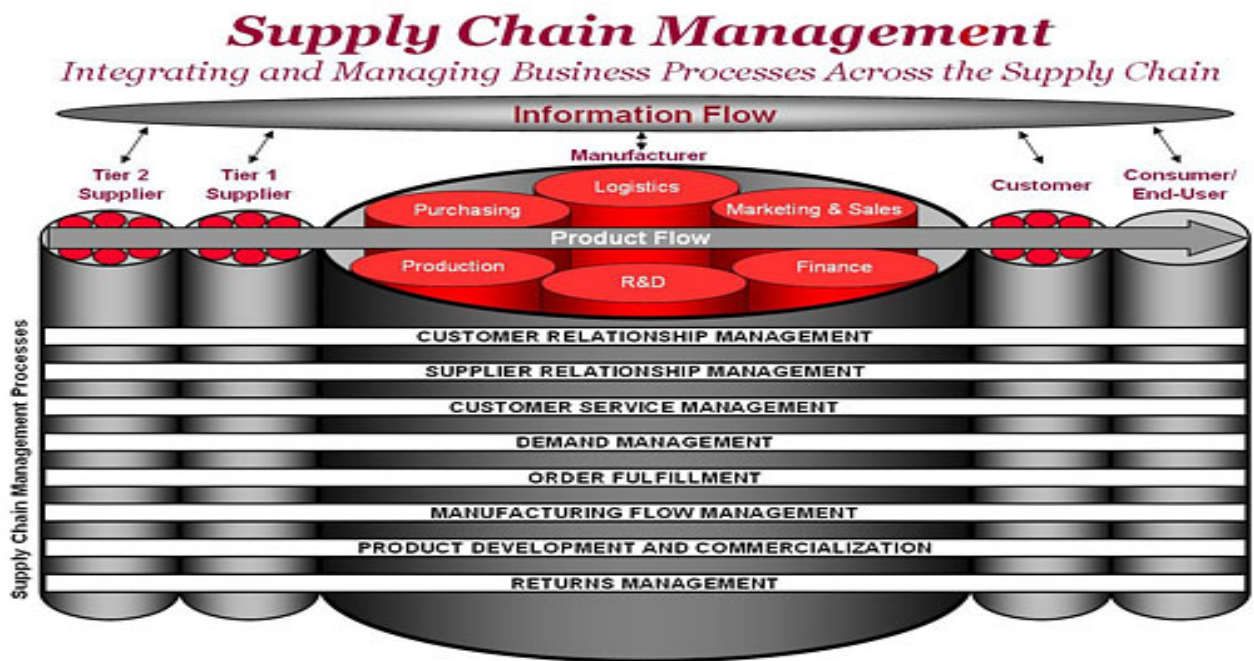 Supply Chain Management
Integrating and Managing Business Processes Across the Supply Chain
Information Flow
Tier 2
Supplier
Tier 1
Supplier
Manufacturer
Customer
Consumer/
End-User
Logistics
Purchasing
Marketing & Sales
Product Flow
Production
R&D
Finance
Supply Chain Management Processes
CUSTOMER RELATIONSHIP MANAGEMENT
SUPPLIER RELATIONSHIP MANAGEMENT
CUSTOMER SERVICE MANAGEMENT
DEMAND MANAGEMENT
ORDER FULFILLMENT
MANUFACTURING FLOW MANAGEMENT
PRODUCT DEVELOPMENT AND COMMERCIALIZATION
RETURNS MANAGEMENT